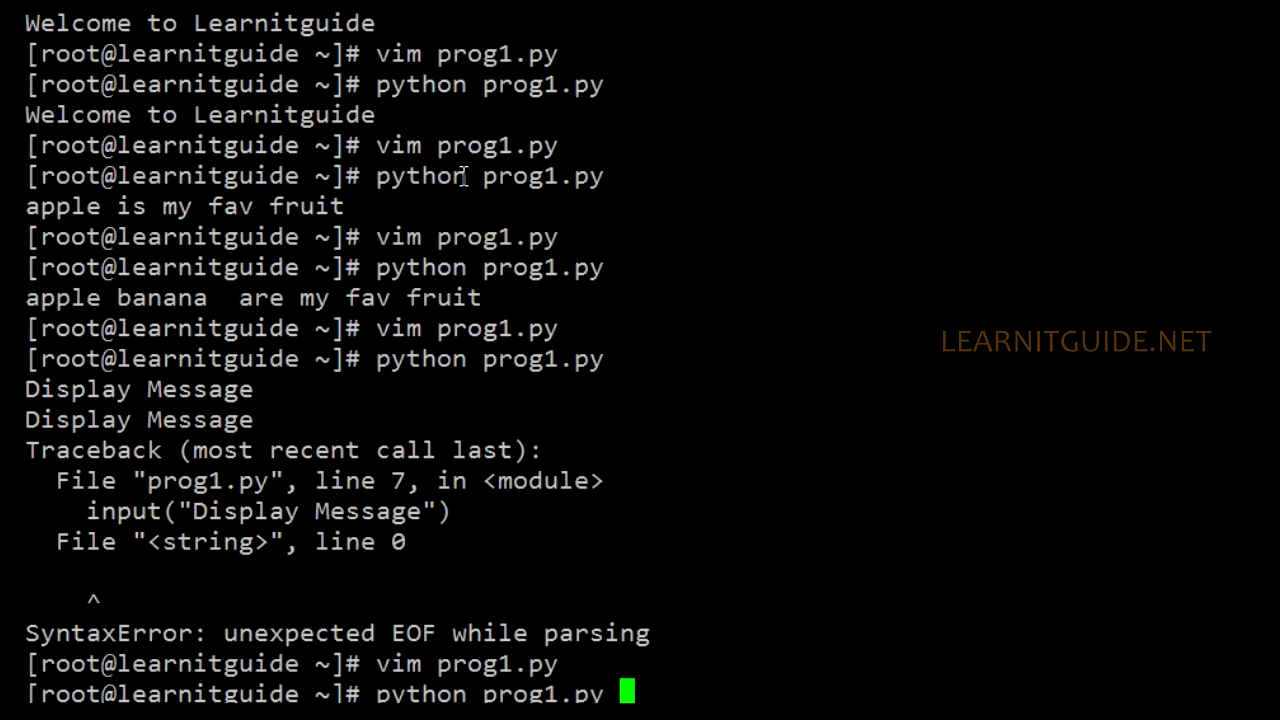 Welcome to Learnitguide
[root@learnitguide ~]# vim prog1.py
[root@learnitguide ~]# python prog1.py
Welcome to Learnitguide
[root@learnitguide ~]# vim prog1.py
[root@learnitguide ~]# python prog1.py
apple is my fav fruit
[root@learnitguide ~]# vim prog1.py
[root@learnitguide ~]# python prog1.py
apple banana  are my fav fruit
[root@learnitguide ~]# vim prog1.py
LEARNITGUIDE.NET
[root@learnitguide ~]# python prog1.py
Display Message
Display Message
Traceback (most recent call last):
  File "prog1.py", line 7, in <module>
    input("Display Message")
  File "<string>", line 0
    ^
SyntaxError: unexpected EOF while parsing
[root@learnitguide ~]# vim prog1.py
[root@learnitguide ~]# python prog1.py